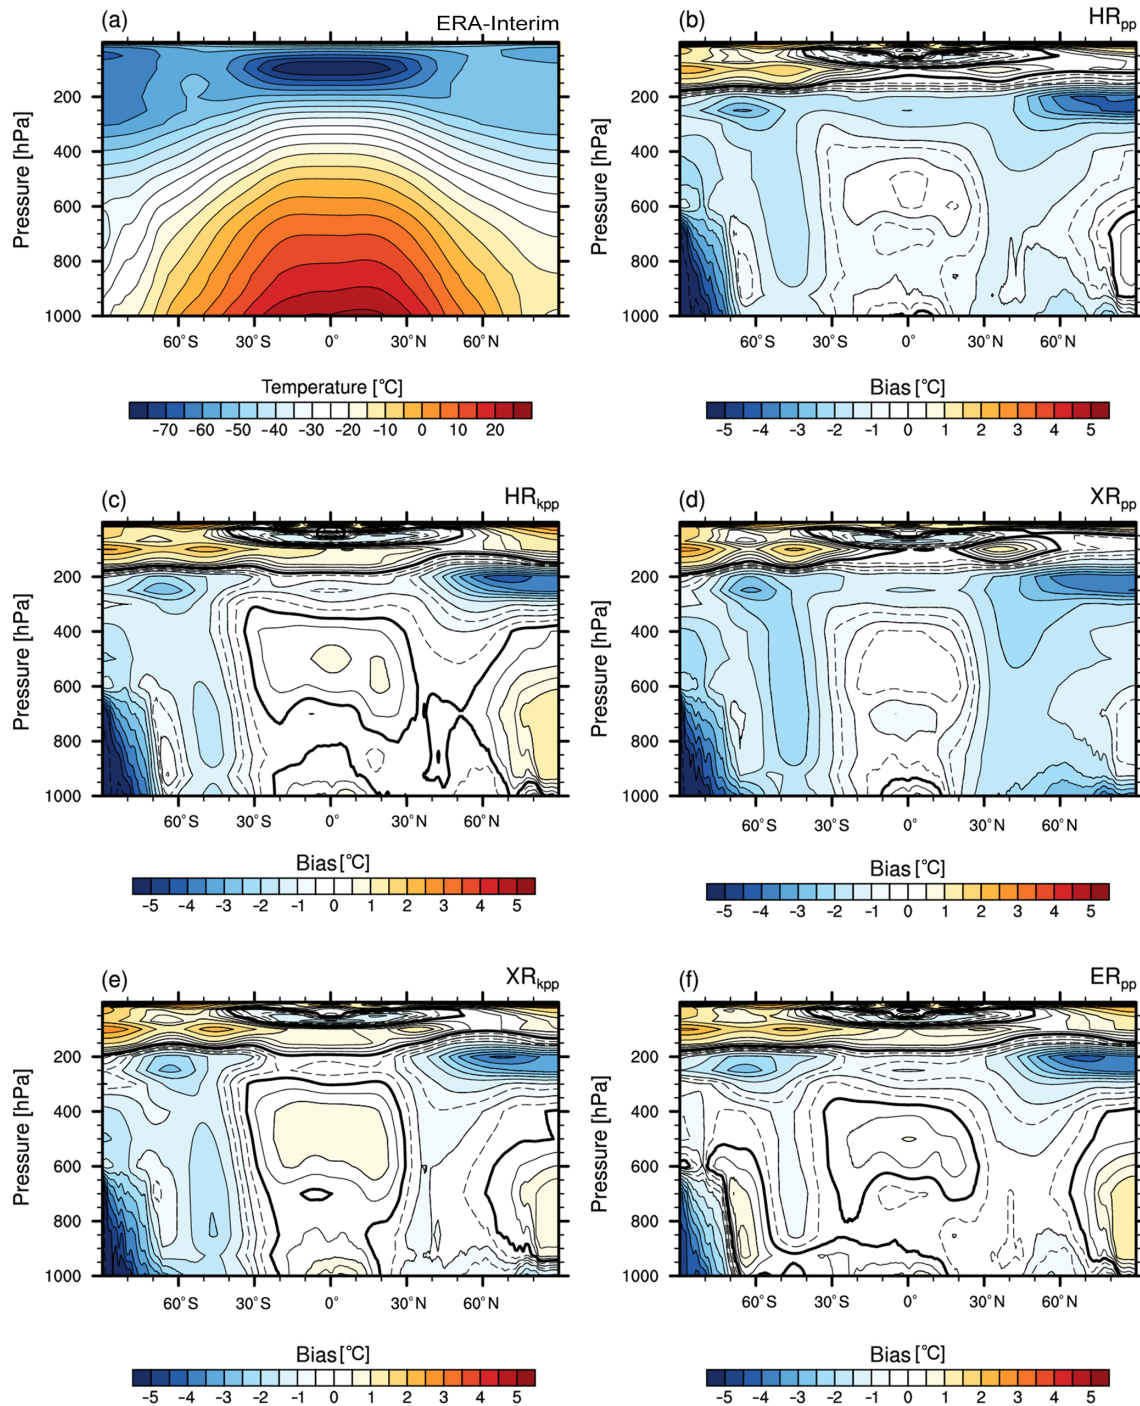 (a) ERA-Interim
Pressure [hPa]
200
400
600
800
1000
60°S 30°S 0° 30°N 60°N
Temperature [°C]
-70 -60 -50 -40 -30 -20 -10 0 10 20
(b) HRpp
Pressure [hPa]
200
400
600
800
1000
60°S 30°S 0° 30°N 60°N
Bias [°C]
-5 -4 -3 -2 -1 0 1 2 3 4 5
(c) HRkpp
Pressure [hPa]
200
400
600
800
1000
60°S 30°S 0° 30°N 60°N
Bias [°C]
-5 -4 -3 -2 -1 0 1 2 3 4 5
(d) XRpp
Pressure [hPa]
200
400
600
800
1000
60°S 30°S 0° 30°N 60°N
Bias [°C]
-5 -4 -3 -2 -1 0 1 2 3 4 5
(e) XRkpp
Pressure [hPa]
200
400
600
800
1000
60°S 30°S 0° 30°N 60°N
Bias [°C]
-5 -4 -3 -2 -1 0 1 2 3 4 5
(f) ERpp
Pressure [hPa]
200
400
600
800
1000
60°S 30°S 0° 30°N 60°N
Bias [°C]
-5 -4 -3 -2 -1 0 1 2 3 4 5